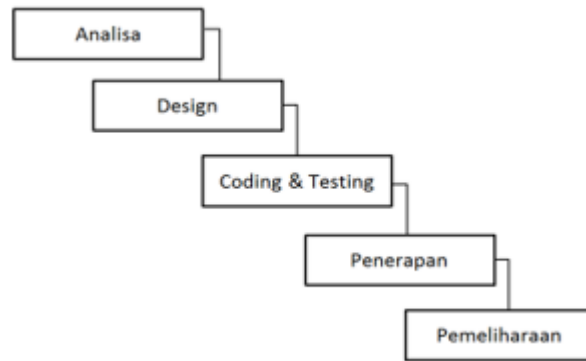 Analisa
Design
Coding & Testing
Penerapan
Pemeliharaan